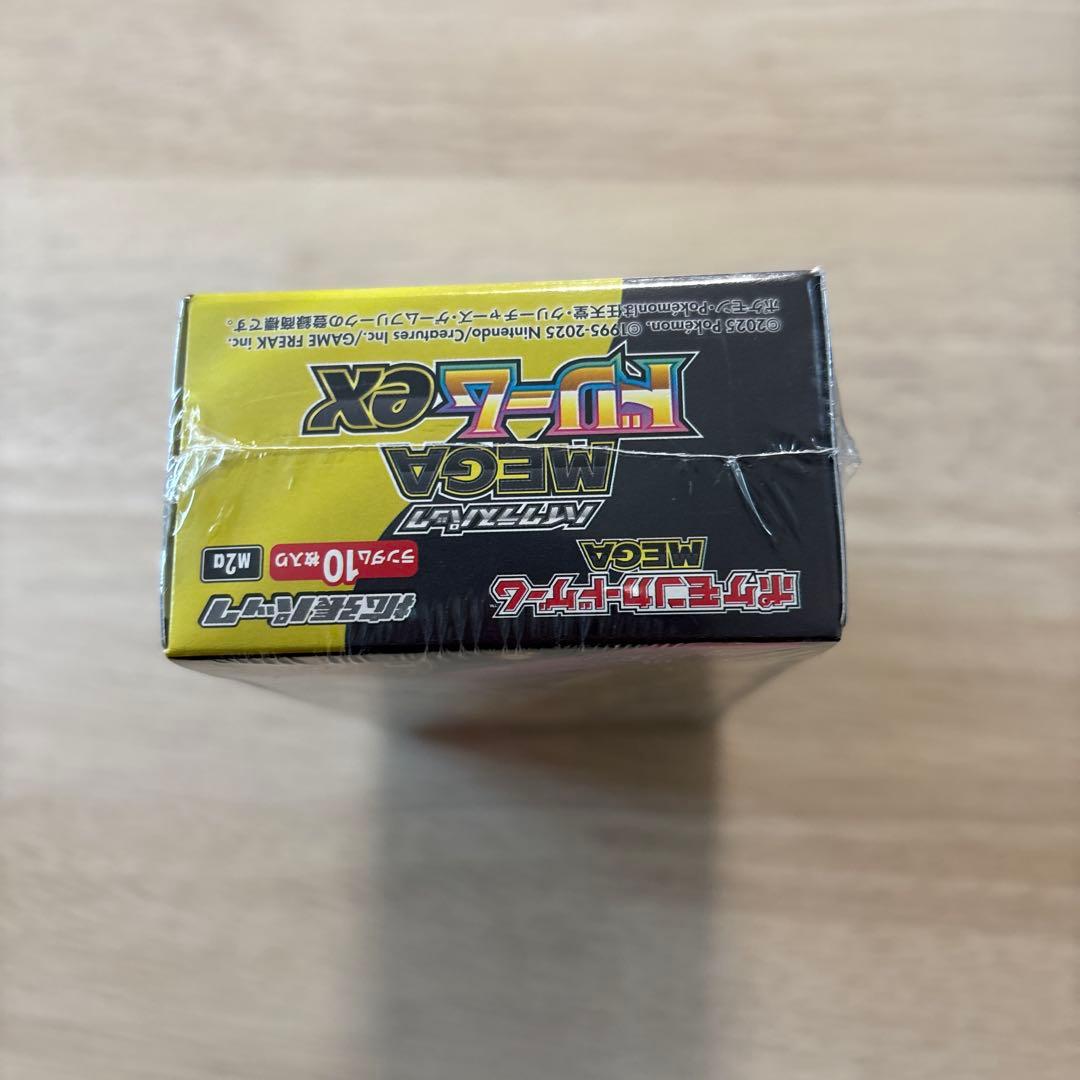 ポケモンカードゲーム
MEGA
拡張パック
ランダム10枚入り
M2a
ハイクラスパック
MEGA
ドリームex
©2025 Pokémon. ©1995-2025 Nintendo/Creatures Inc./GAME FREAK inc.
ポケモン・Pokémonは任天堂・クリーチャーズ・ゲームフリークの登録商標です。